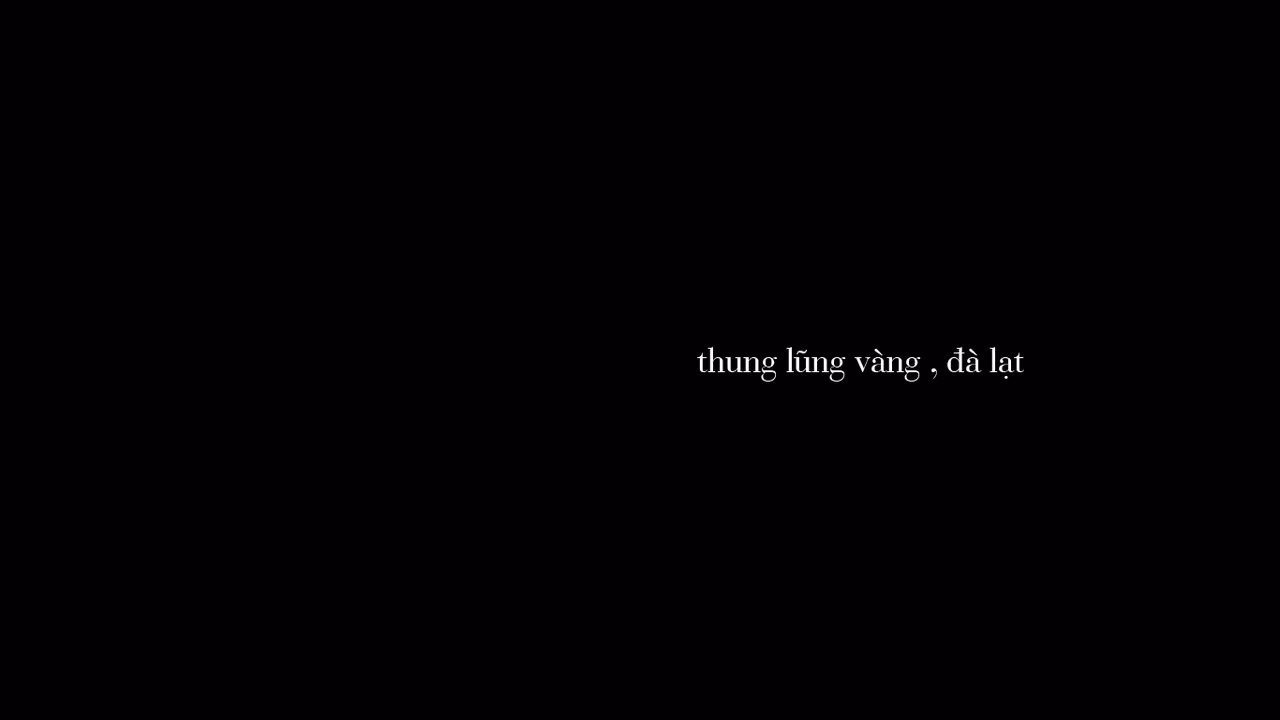 thung lũng vàng , đà lạt